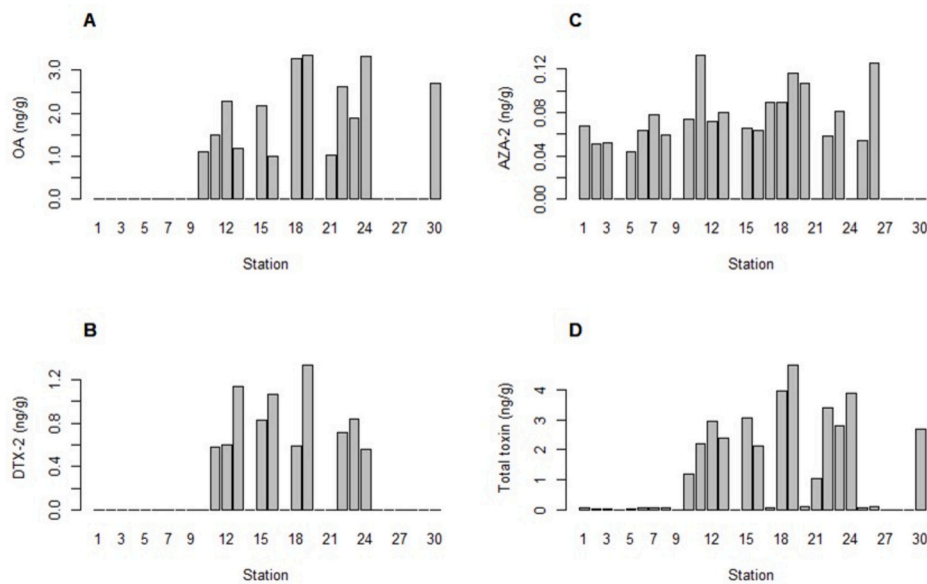 A
OA (ng/g)
0.0 1.0 2.0 3.0
1 3 5 7 9 12 15 18 21 24 27 30
Station
C
AZA-2 (ng/g)
0.00 0.04 0.08 0.12
1 3 5 7 9 12 15 18 21 24 27 30
Station
B
DTX-2 (ng/g)
0.0 0.4 0.8 1.2
1 3 5 7 9 12 15 18 21 24 27 30
Station
D
Total toxin (ng/g)
0 1 2 3 4
1 3 5 7 9 12 15 18 21 24 27 30
Station